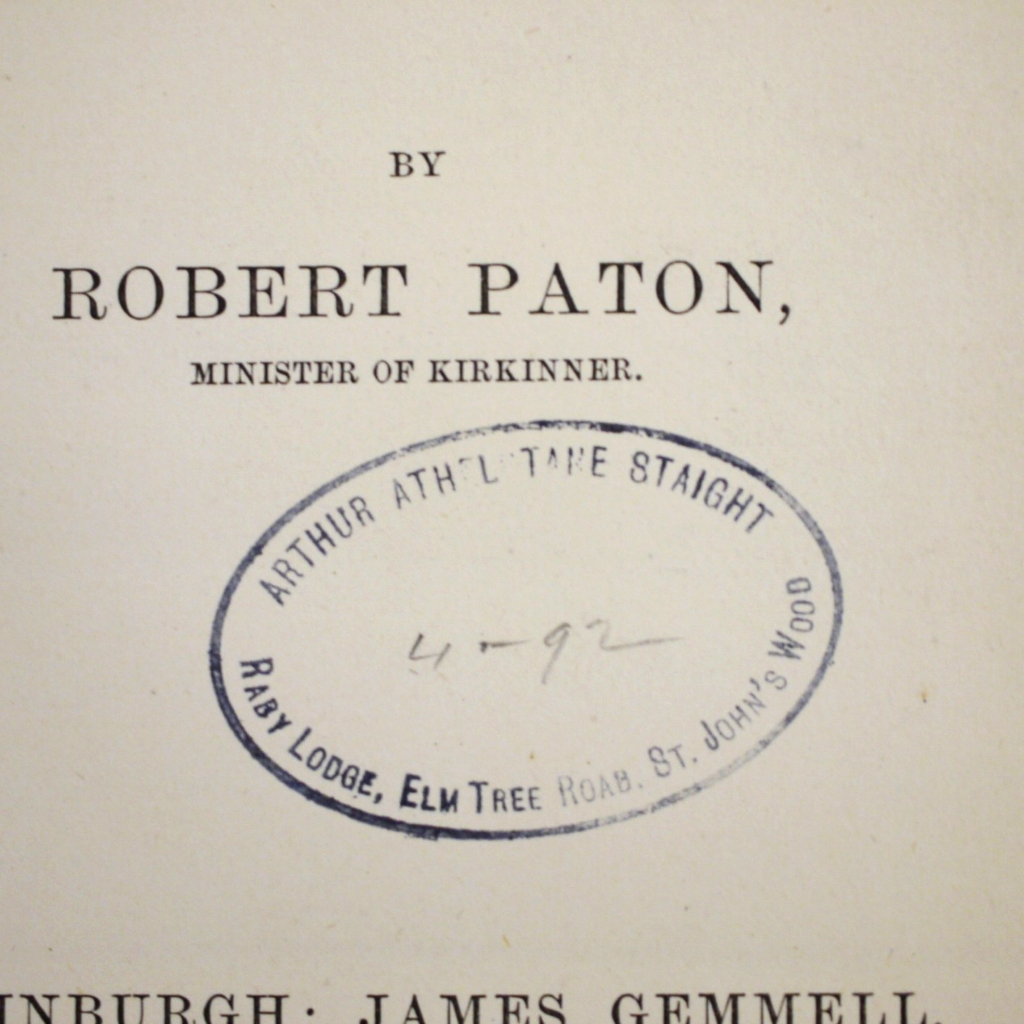 BY
ROBERT PATON,
MINISTER OF KIRKINNER.
ARTHUR STAIGHT
4-92
RABY LODGE, ELM TREE ROAD. ST. JOHN'S WOOD
JAMES GEMMELL.